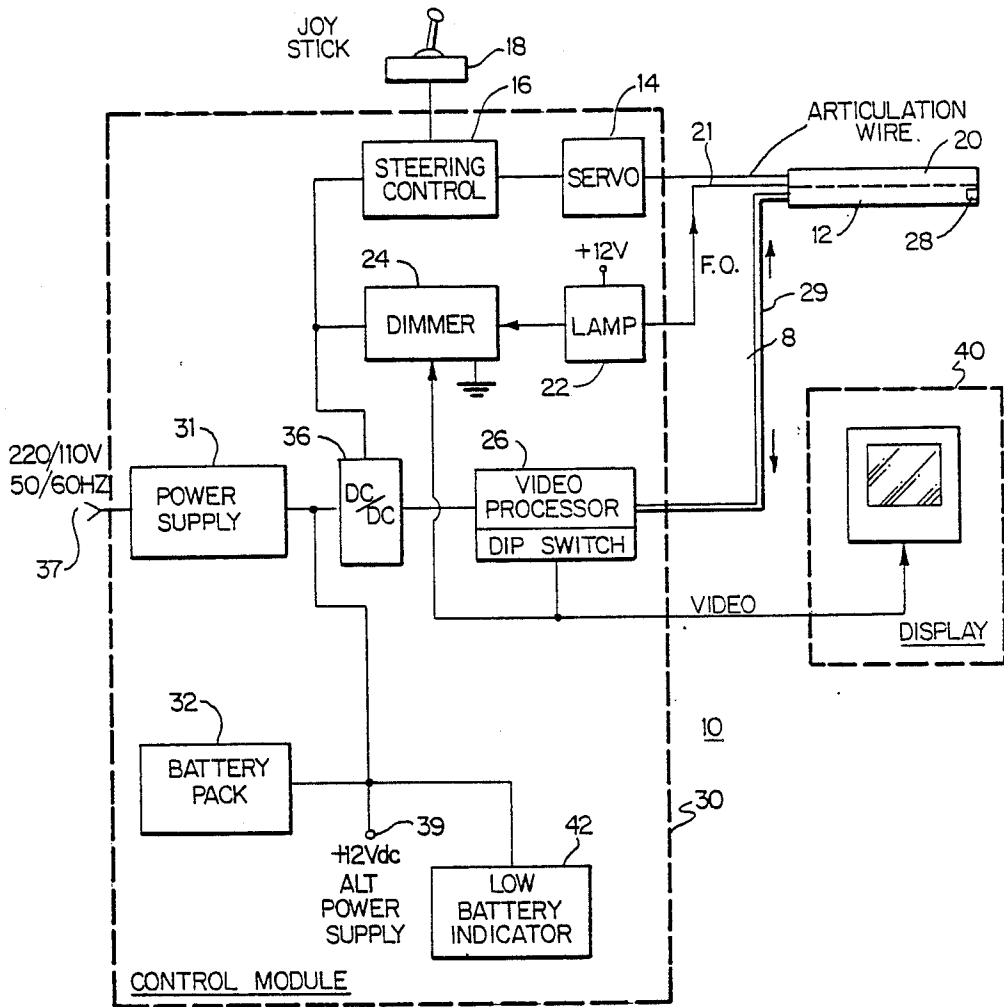 JOY
STICK
18
16
14
ARTICULATION
WIRE.
21
20
STEERING
CONTROL
SERVO
12
28
+12V
F.O.
24
29
DIMMER
LAMP
8
22
40
31
36
26
220/110V
50/60HZ
POWER
SUPPLY
DC/DC
VIDEO
PROCESSOR
DIP SWITCH
37
VIDEO
DISPLAY
32
10
BATTERY
PACK
30
39
42
+12Vdc
ALT
POWER
SUPPLY
LOW
BATTERY
INDICATOR
CONTROL MODULE